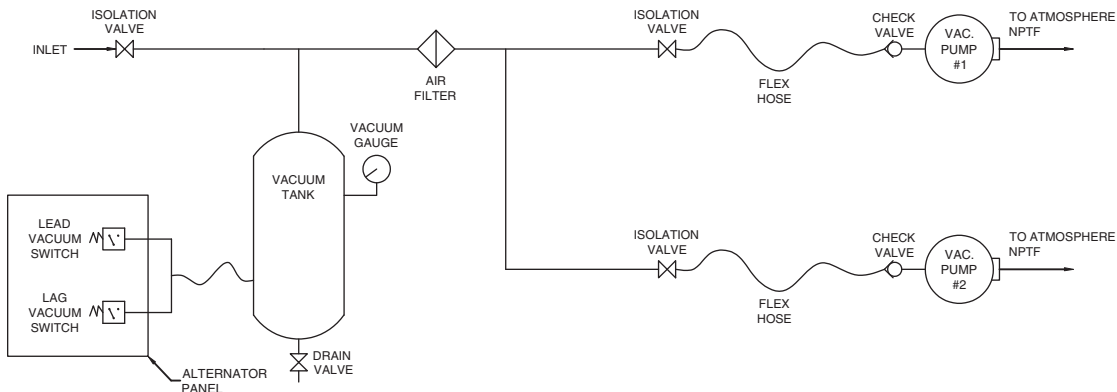 ISOLATION
VALVE
INLET
AIR
FILTER
ISOLATION
VALVE
FLEX
HOSE
CHECK
VALVE
VAC.
PUMP
#1
TO ATMOSPHERE
NPTF
VACUUM
GAUGE
VACUUM
TANK
LEAD
VACUUM
SWITCH
LAG
VACUUM
SWITCH
ALTERNATOR
PANEL
DRAIN
VALVE
ISOLATION
VALVE
FLEX
HOSE
CHECK
VALVE
VAC.
PUMP
#2
TO ATMOSPHERE
NPTF